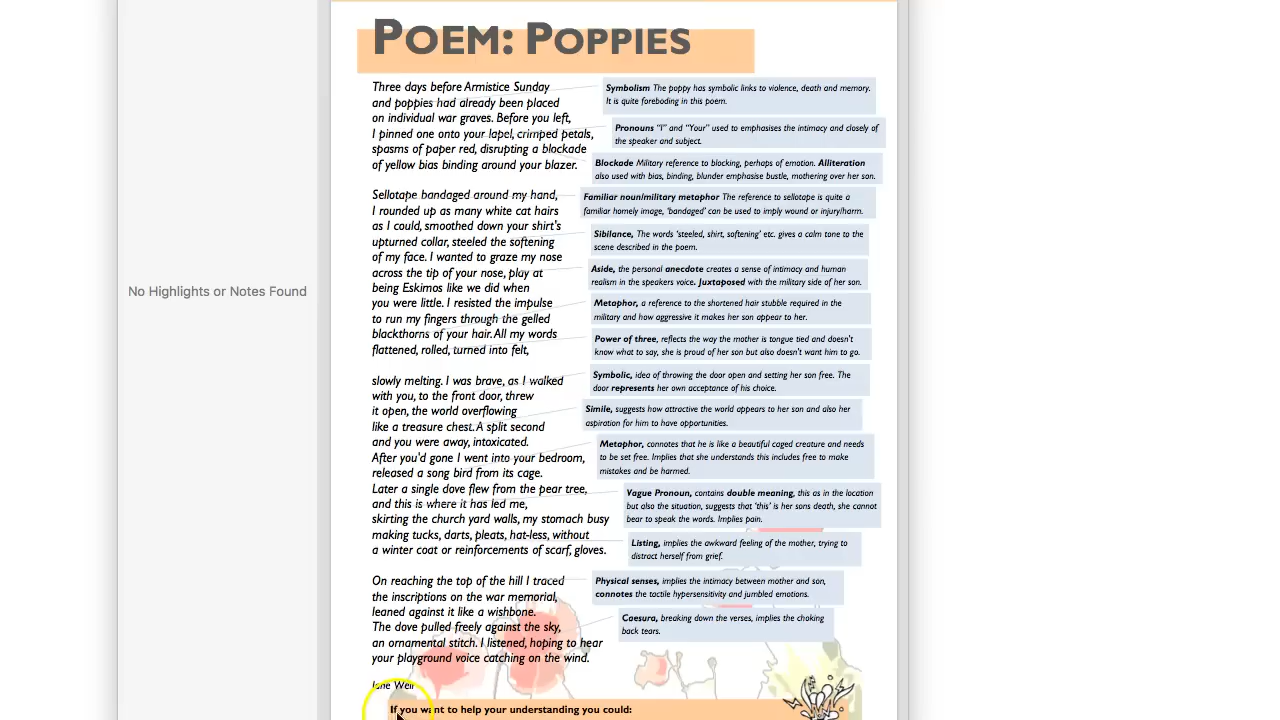 POEM: POPPIES
Three days before Armistice Sunday
and poppies had already been placed
on individual war graves. Before you left,
I pinned one onto your lapel, crimped petals,
spasms of paper red, disrupting a blockade
of yellow bias binding around your blazer.
Sellotape bandaged around my hand,
I rounded up as many white cat hairs
as I could, smoothed down your shirt's
upturned collar, steeled the softening
of my face. I wanted to graze my nose
across the tip of your nose, play at
being Eskimos like we did when
you were little. I resisted the impulse
to run my fingers through the gelled
blackthorns of your hair. All my words
flattened, rolled, turned into felt,
slowly melting. I was brave, as I walked
with you, to the front door, threw
it open, the world overflowing
like a treasure chest. A split second
and you were away, intoxicated.
After you'd gone I went into your bedroom,
released a song bird from its cage.
Later a single dove flew from the pear tree,
and this is where it has led me,
skirting the church yard walls, my stomach busy
making tucks, darts, pleats, hat-less, without
a winter coat or reinforcements of scarf, gloves.
On reaching the top of the hill I traced
the inscriptions on the war memorial,
leaned against it like a wishbone.
The dove pulled freely against the sky,
an ornamental stitch. I listened, hoping to hear
your playground voice catching on the wind.
Jane Weir
Symbolism The poppy has symbolic links to violence, death and memory.
It is quite foreboding in this poem.
Pronouns "I" and "Your" used to emphasises the intimacy and closely of
the speaker and subject.
Blockade Military reference to blocking, perhaps of emotion. Alliteration
also used with bias, binding, blunder emphasise bustle, mothering over her son.
Familiar noun/military metaphor The reference to sellotape is quite a
familiar homely image, 'bandaged' can be used to imply wound or injury/harm.
Sibilance, The words 'steeled, shirt, softening' etc. gives a calm tone to the
scene described in the poem.
Aside, the personal anecdote creates a sense of intimacy and human
realism in the speakers voice. Juxtaposed with the military side of her son.
Metaphor, a reference to the shortened hair stubble required in the
military and how aggressive it makes her son appear to her.
Power of three, reflects the way the mother is tongue tied and doesn't
know what to say, she is proud of her son but also doesn't want him to go.
Symbolic, idea of throwing the door open and setting her son free. The
door represents her own acceptance of his choice.
Simile, suggests how attractive the world appears to her son and also her
aspiration for him to have opportunities.
Metaphor, connotes that he is like a beautiful caged creature and needs
to be set free. Implies that she understands this includes free to make
mistakes and be harmed.
Vague Pronoun, contains double meaning, this as in the location
but also the situation, suggests that 'this' is her sons death, she cannot
bear to speak the words. Implies pain.
Listing, implies the awkward feeling of the mother, trying to
distract herself from grief.
Physical senses, implies the intimacy between mother and son,
connotes the tactile hypersensitivity and jumbled emotions.
Caesura, breaking down the verses, implies the choking
back tears.
No Highlights or Notes Found
If you want to help your understanding you could: